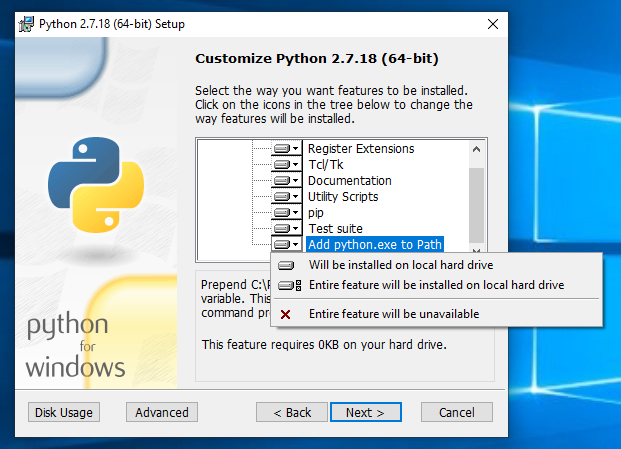 Python 2.7.18 (64-bit) Setup
Customize Python 2.7.18 (64-bit)
Select the way you want features to be installed.
Click on the icons in the tree below to change the
way features will be installed.
Register Extensions
Tcl/Tk
Documentation
Utility Scripts
pip
Test suite
Add python.exe to Path
Will be installed on local hard drive
Entire feature will be installed on local hard drive
Entire feature will be unavailable
Prepend C:\
variable. This
command
This feature requires 0KB on your hard drive.
python
for
windows
Disk Usage
Advanced
< Back
Next >
Cancel